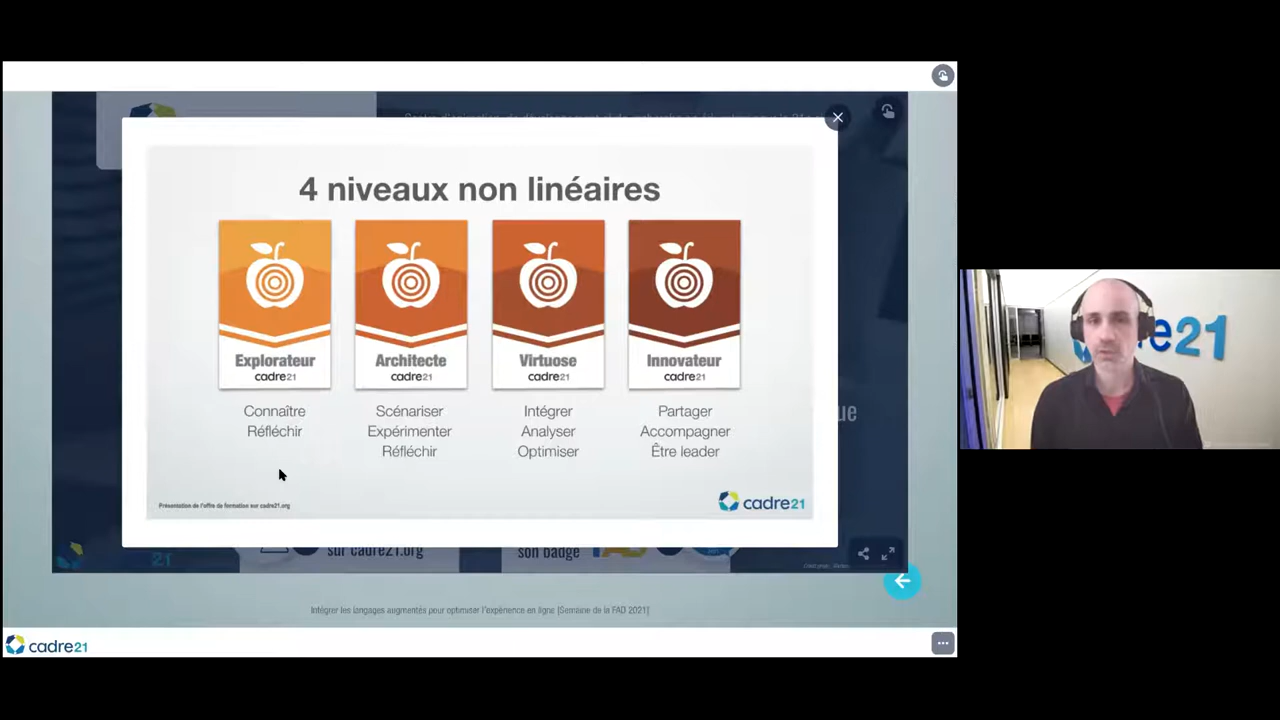 4 niveaux non linéaires
Explorateur
cadre21
Architecte
cadre21
Virtuose
cadre21
Innovateur
cadre21
Connaître
Réfléchir
Scénariser
Expérimenter
Réfléchir
Intégrer
Analyser
Optimiser
Partager
Accompagner
Être leader
Présentation de l'offre de formation sur cadre21.org
cadre21
ue
21
sur cadre21.org
son badge
Intégrer les langages augmentés pour optimiser l'expérience en ligne (Semaine de la FAD 2021)
cadre21
e21